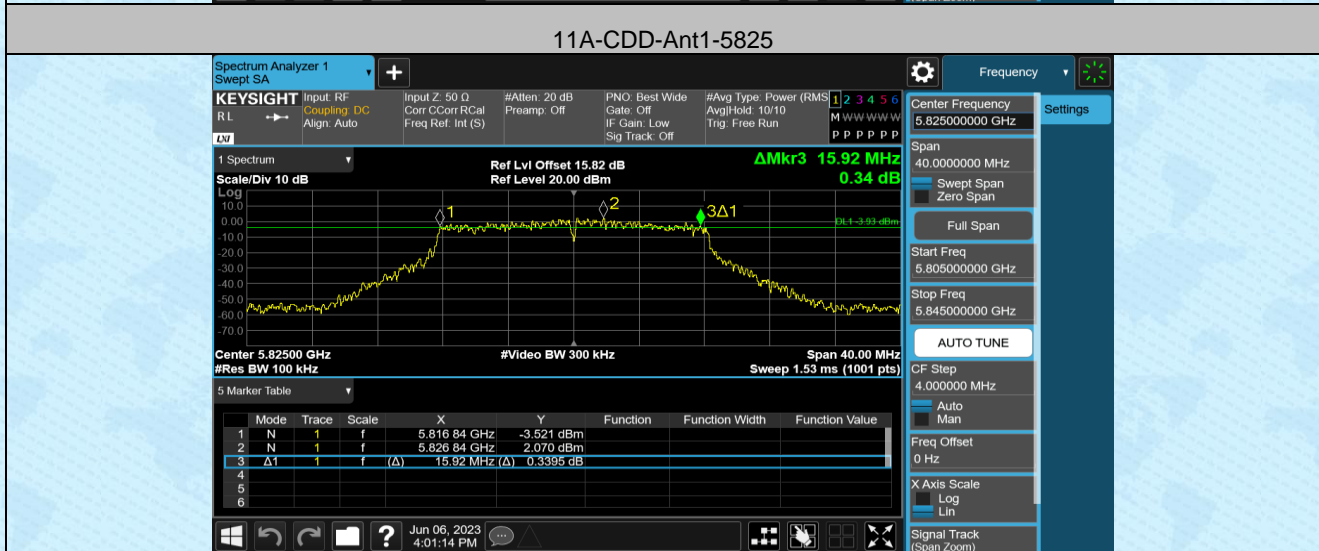 11A-CDD-Ant1-5825
Spectrum Analyzer 1
Swept SA
Frequency
KEYSIGHT
R L
LXI
Input: RF
Coupling: DC
Align: Auto
Input Z: 50 Ω
Corr CCorr RCal
Freq Ref: Int (S)
#Atten: 20 dB
Preamp: Off
PNO: Best Wide
Gate: Off
IF Gain: Low
Sig Track: Off
#Avg Type: Power (RMS
Avg|Hold: 10/10
Trig: Free Run
1 2 3 4 5 6
M W W W W W
P P P P P P
1 Spectrum
Scale/Div 10 dB
Ref Lvl Offset 15.82 dB
Ref Level 20.00 dBm
ΔMkr3 15.92 MHz
0.34 dB
Log
10.0
0.00
-10.0
-20.0
-30.0
-40.0
-50.0
-60.0
-70.0
1
2
3Δ1
DL1 -3.93 dBm
Center 5.82500 GHz
#Video BW 300 kHz
Span 40.00 MHz
#Res BW 100 kHz
Sweep 1.53 ms (1001 pts)
5 Marker Table
Mode Trace Scale X Y Function Function Width Function Value
1 N 1 f 5.816 84 GHz -3.521 dBm
2 N 1 f 5.826 84 GHz 2.070 dBm
3 Δ1 1 f (Δ) 15.92 MHz (Δ) 0.3395 dB
4
5
6
?
Jun 06, 2023
4:01:14 PM
Center Frequency
5.825000000 GHz
Settings
Span
40.0000000 MHz
Swept Span
Zero Span
Full Span
Start Freq
5.805000000 GHz
Stop Freq
5.845000000 GHz
AUTO TUNE
CF Step
4.000000 MHz
Auto
Man
Freq Offset
0 Hz
X Axis Scale
Log
Lin
Signal Track
(Span Zoom)